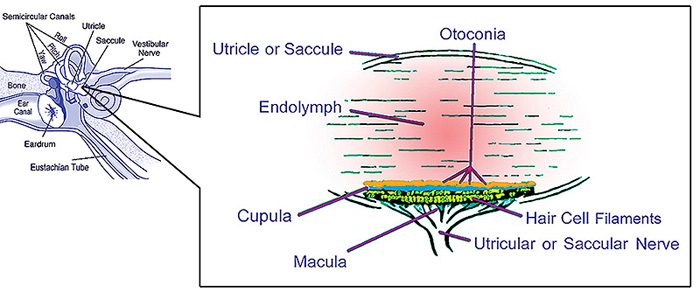 Semicircular Canals
Utricle
Roll
Saccule
Pitch
Vestibular
Nerve
Yaw
Bone
Ear
Canal
Eardrum
Eustachian Tube
Otoconia
Utricle or Saccule
Endolymph
Cupula
Hair Cell Filaments
Utricular or Saccular Nerve
Macula